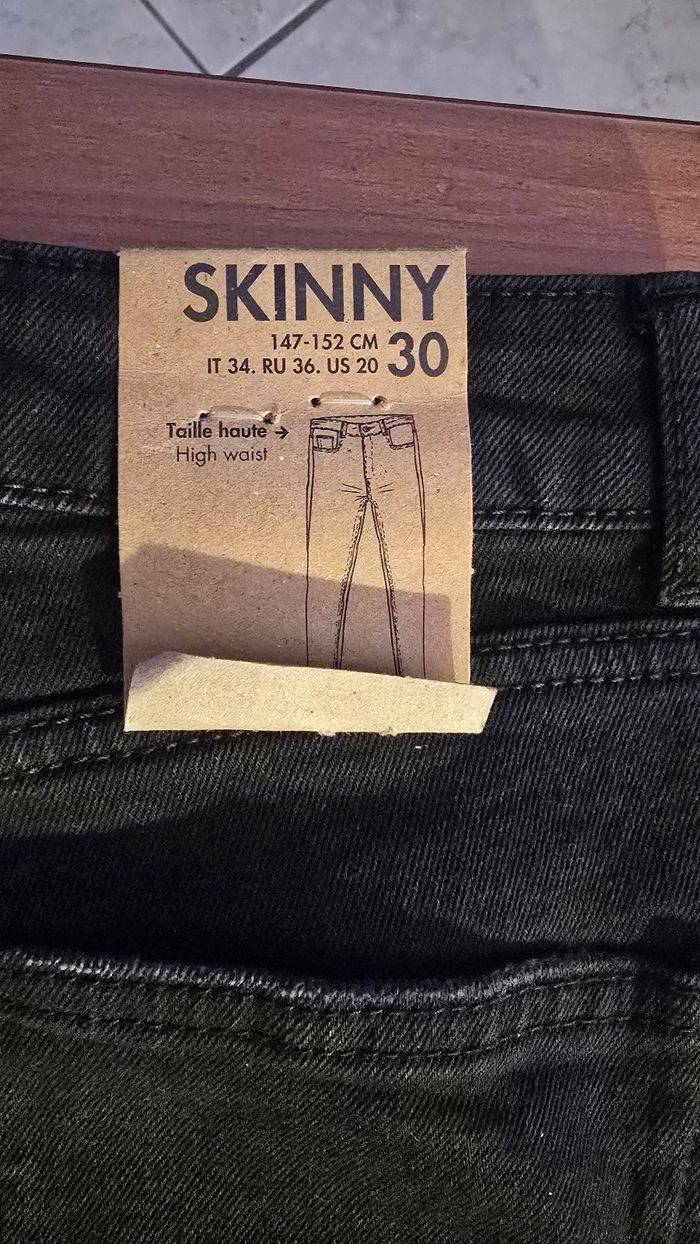 SKINNY
147-152 CM
IT 34. RU 36. US 20 30
Taille haute →
High waist